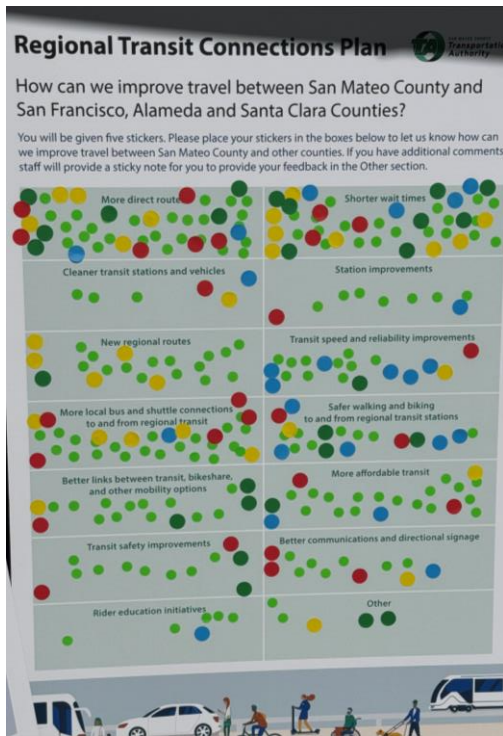 Regional Transit Connections Plan
SAN MATEO COUNTY
Transportation
Authority
How can we improve travel between San Mateo County and
San Francisco, Alameda and Santa Clara Counties?
You will be given five stickers. Please place your stickers in the boxes below to let us know how can
we improve travel between San Mateo County and other counties. If you have additional comments
staff will provide a sticky note for you to provide your feedback in the Other section.
More direct routes
Shorter wait times
Cleaner transit stations and vehicles
Station improvements
New regional routes
Transit speed and reliability improvements
More local bus and shuttle connections
to and from regional transit
Safer walking and biking
to and from regional transit stations
Better links between transit, bikeshare,
and other mobility options
More affordable transit
Transit safety improvements
Better communications and directional signage
Rider education initiatives
Other